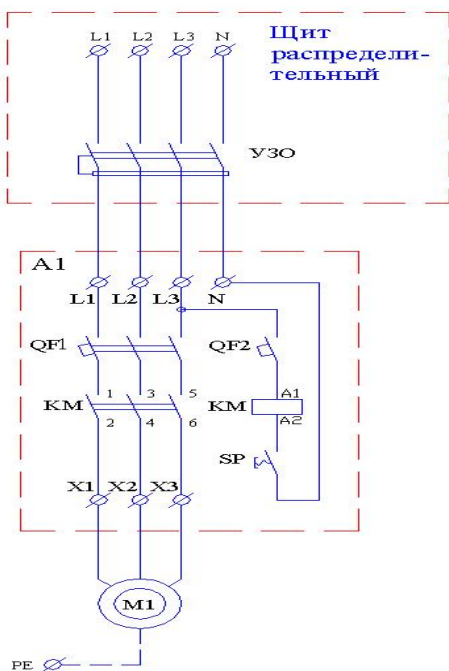 L1 L2 L3 N
Щит
распредели-
тельный
УЗО
A1
L1 L2 L3 N
QF1
QF2
KM
1 3 5
2 4 6
KM
A1
A2
SP
X1 X2 X3
M1
PE